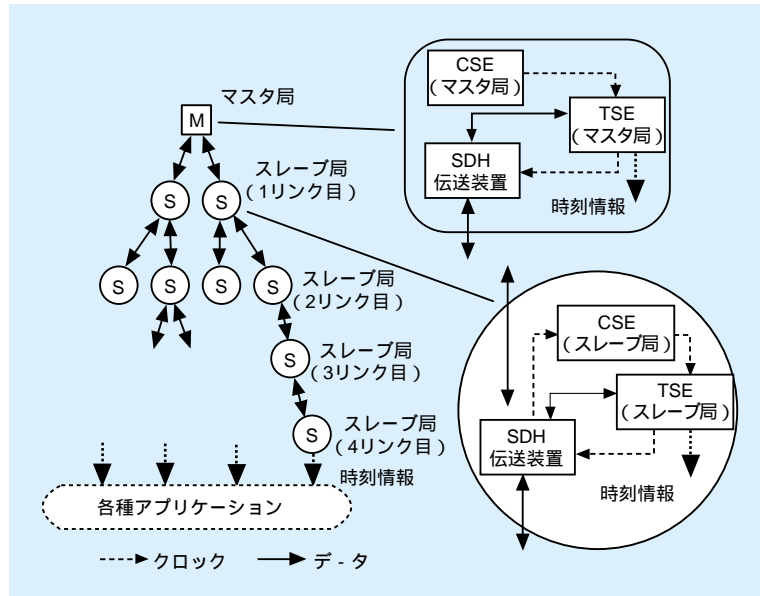 マスタ局
M
スレーブ局
(1リンク目)
S
S
S
S
S
S
スレーブ局
(2リンク目)
S
スレーブ局
(3リンク目)
S
スレーブ局
(4リンク目)
時刻情報
各種アプリケーション
クロック
デ - タ
CSE
(マスタ局)
TSE
(マスタ局)
SDH
伝送装置
時刻情報
CSE
(スレーブ局)
TSE
(スレーブ局)
SDH
伝送装置
時刻情報